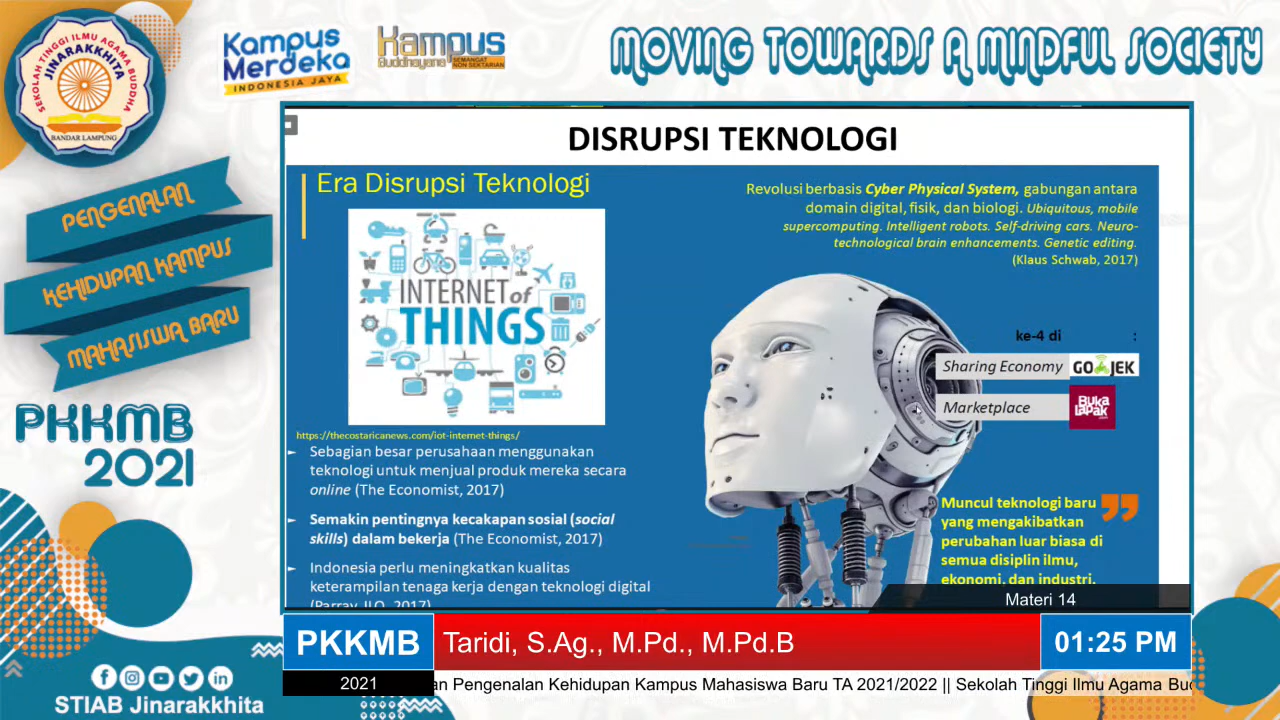 SEKOLAH TINGGI ILMU AGAMA BUDDHA
JINARAKKHITA
BANDAR LAMPUNG
Kampus
Merdeka
INDONESIA JAYA
Kampus
Buddhayana
SEMANGAT
NON SEKTARIAN
MOVING TOWARDS A MINDFUL SOCIETY
PENGENALAN
KEHIDUPAN KAMPUS
MAHASISWA BARU
PKKMB
2021
DISRUPSI TEKNOLOGI
Era Disrupsi Teknologi
INTERNET of
THINGS
https://thecostaricanews.com/iot-internet-things/
► Sebagian besar perusahaan menggunakan
teknologi untuk menjual produk mereka secara
online (The Economist, 2017)
► Semakin pentingnya kecakapan sosial (social
skills) dalam bekerja (The Economist, 2017)
► Indonesia perlu meningkatkan kualitas
keterampilan tenaga kerja dengan teknologi digital
(Parray, ILO, 2017)
Revolusi berbasis Cyber Physical System, gabungan antara
domain digital, fisik, dan biologi. Ubiquitous, mobile
supercomputing. Intelligent robots. Self-driving cars. Neuro-
technological brain enhancements. Genetic editing.
(Klaus Schwab, 2017)
ke-4 di :
Sharing Economy GOJEK
Marketplace Buka
lapak
Muncul teknologi baru
yang mengakibatkan
perubahan luar biasa di
semua disiplin ilmu,
ekonomi, dan industri.
Materi 14
PKKMB Taridi, S.Ag., M.Pd., M.Pd.B 01:25 PM
2021 an Pengenalan Kehidupan Kampus Mahasiswa Baru TA 2021/2022 || Sekolah Tinggi Ilmu Agama Bud
STIAB Jinarakkhita